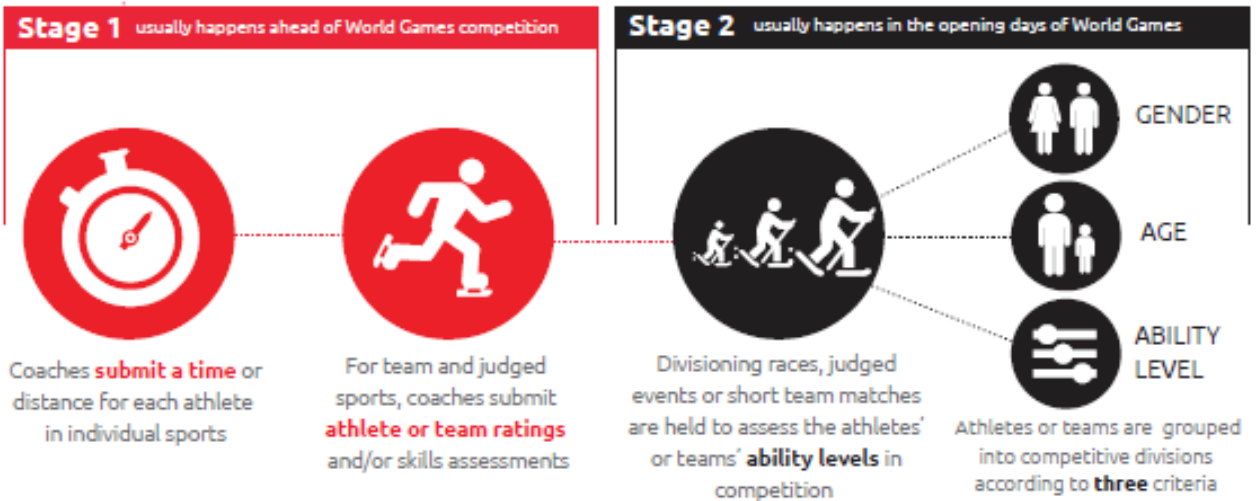 Stage 1 usually happens ahead of World Games competition
Coaches submit a time or
distance for each athlete
in individual sports
For team and judged
sports, coaches submit
athlete or team ratings
and/or skills assessments
Stage 2 usually happens in the opening days of World Games
Divisioning races, judged
events or short team matches
are held to assess the athletes’
or teams’ ability levels in
competition
GENDER
AGE
ABILITY
LEVEL
Athletes or teams are grouped
into competitive divisions
according to three criteria